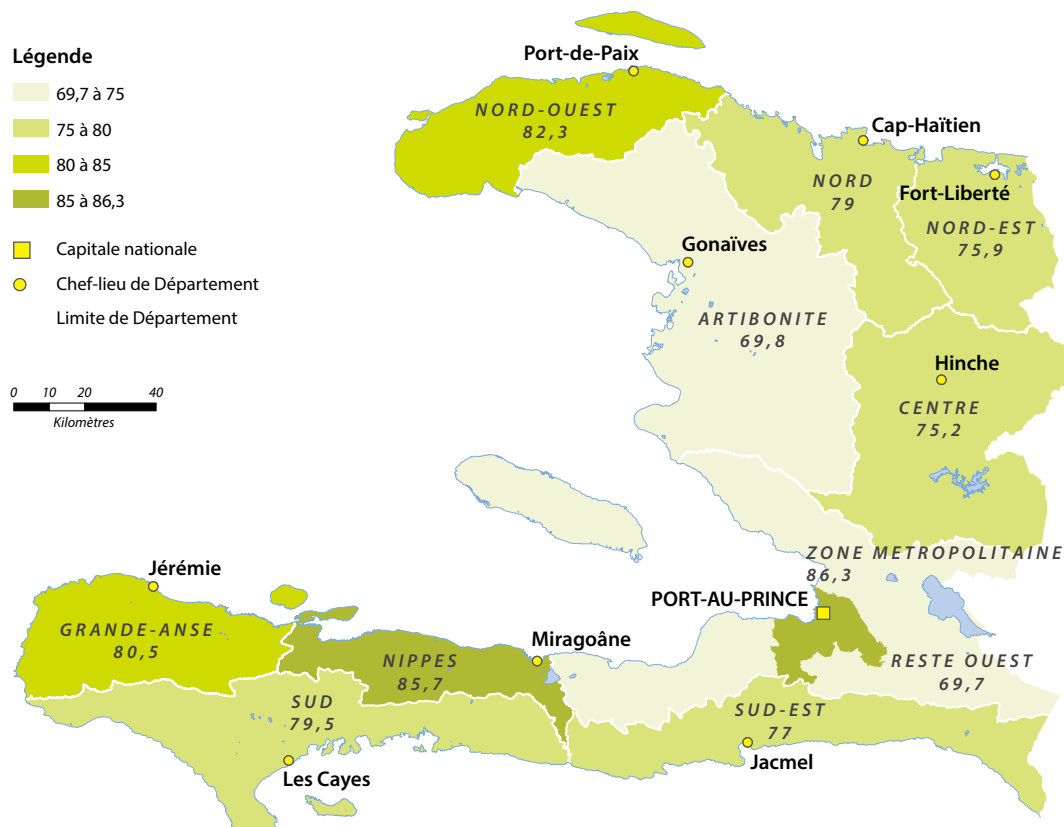 Légende
69,7 à 75
75 à 80
80 à 85
85 à 86,3
Capitale nationale
Chef-lieu de Département
Limite de Département
0 10 20 40
Kilomètres
Port-de-Paix
NORD-OUEST
82,3
Cap-Haïtien
NORD
79
Fort-Liberté
NORD-EST
75,9
Gonaïves
ARTIBONITE
69,8
Hinche
CENTRE
75,2
ZONE METROPOLITAINE
86,3
PORT-AU-PRINCE
Jérémie
GRANDE-ANSE
80,5
Miragoâne
NIPPES
85,7
RESTE OUEST
69,7
SUD
79,5
SUD-EST
77
Les Cayes
Jacmel